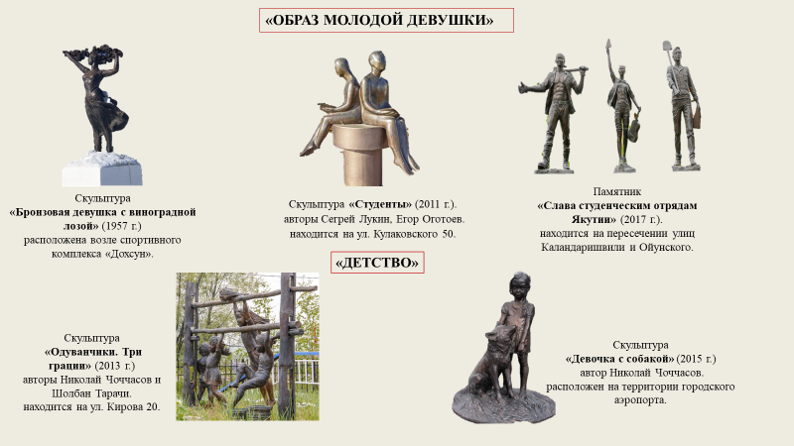 «ОБРАЗ МОЛОДОЙ ДЕВУШКИ»
Скульптура
«Бронзовая девушка с виноградной
лозой» (1957 г.)
расположена возле спортивного
комплекса «Дохсун».
Скульптура «Студенты» (2011 г.).
авторы Сегрей Лукин, Егор Оготоев.
находится на ул. Кулаковского 50.
Памятник
«Слава студенческим отрядам
Якутии» (2017 г.).
находится на пересечении улиц
Каландаришвили и Ойунского.
«ДЕТСТВО»
Скульптура
«Одуванчики. Три
грации» (2013 г.)
авторы Николай Чоччасов и
Шолбан Тарачи.
находится на ул. Кирова 20.
Скульптура
«Девочка с собакой» (2015 г.)
автор Николай Чоччасов.
расположен на территории городского
аэропорта.